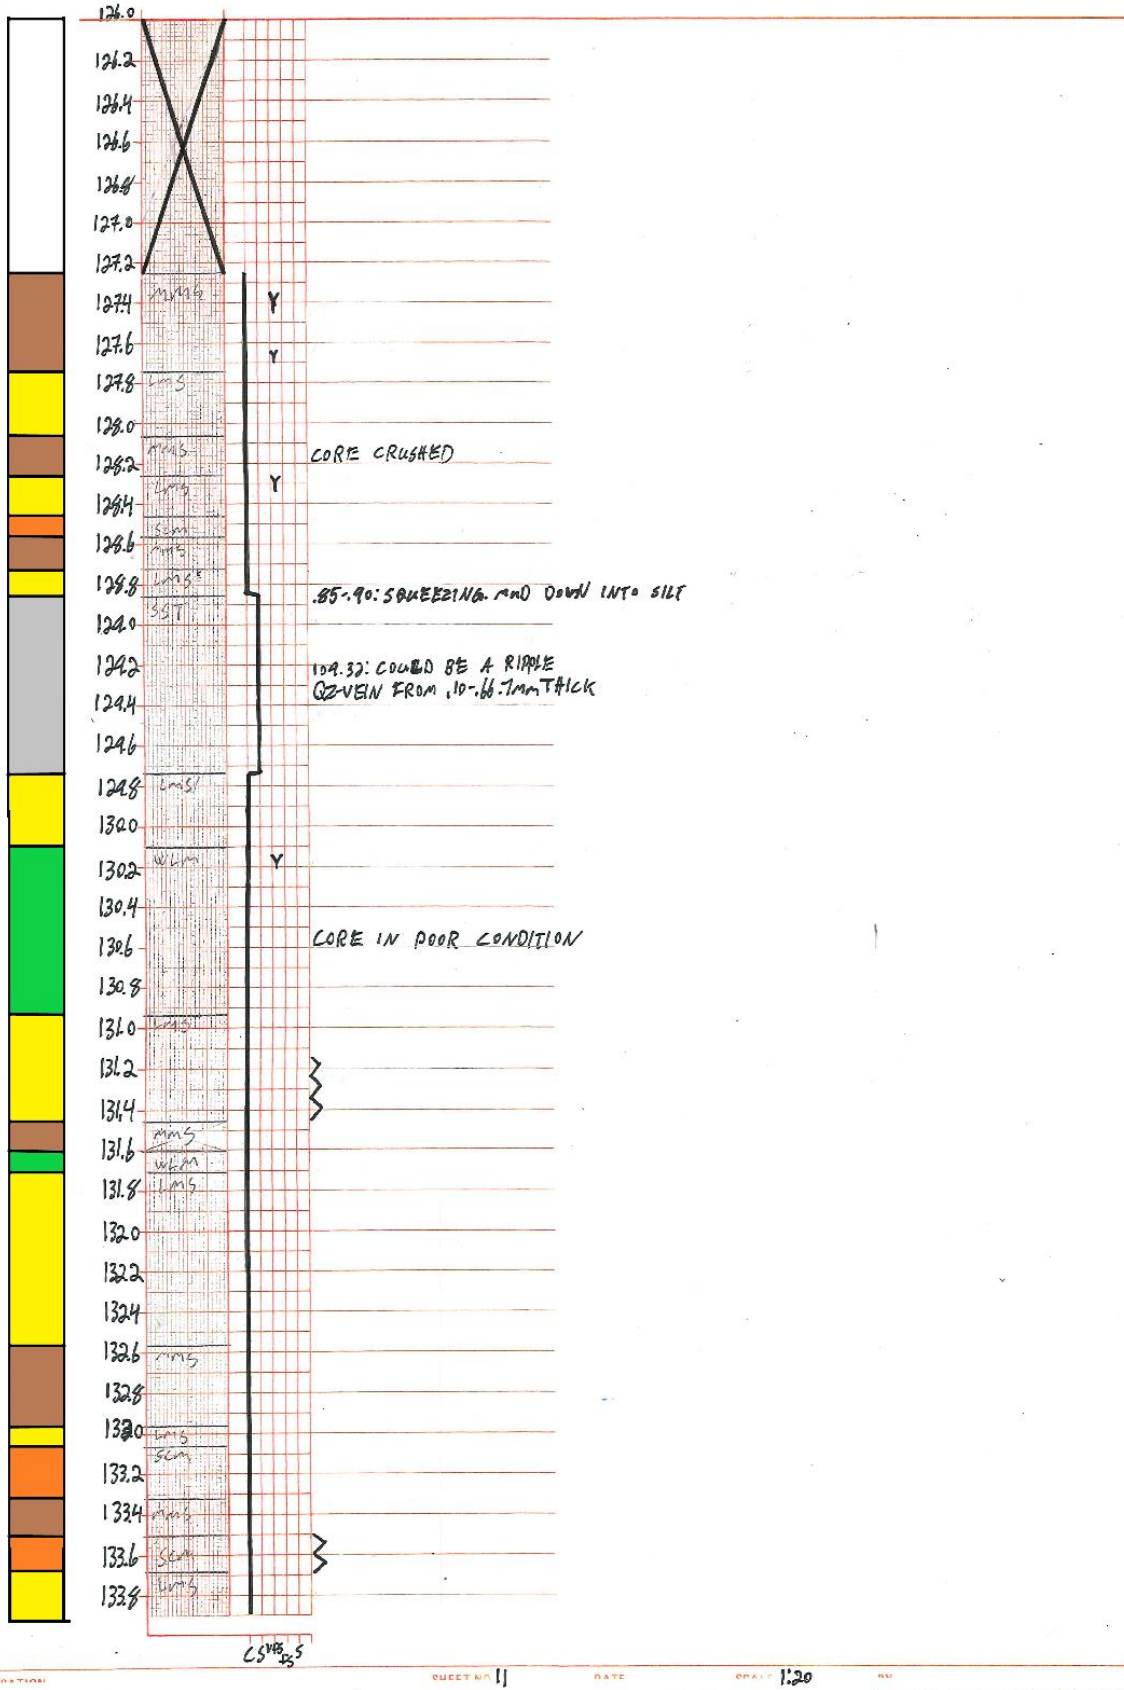 126.0
126.2
126.4
126.6
126.8
127.0
127.2
127.4 MMS Y
127.6 Y
127.8 LMS
128.0
MMS CORE CRUSHED
128.2
LMS Y
128.4
SCM
128.6 MMS
128.8 LMS
.85-.90: SQUEEZING. MUD DOWN INTO SILT
SST
129.0
129.2 109.32: COULD BE A RIPPLE
QZ-VEIN FROM .10-.66. 7mm THICK
129.4
129.6
129.8 LMS
130.0
130.2 WLM Y
130.4
130.6 CORE IN POOR CONDITION
130.8
131.0 LMS
131.2
131.4
MMS
131.6
WLM
131.8 LMS
132.0
132.2
132.4
132.6 MMS
132.8
133.0 LMS
SCM
133.2
133.4 MMS
133.6 SCM
133.8 LMS
C S VFS FS S
SHEET NO 11 DATE SCALE 1:20 BY